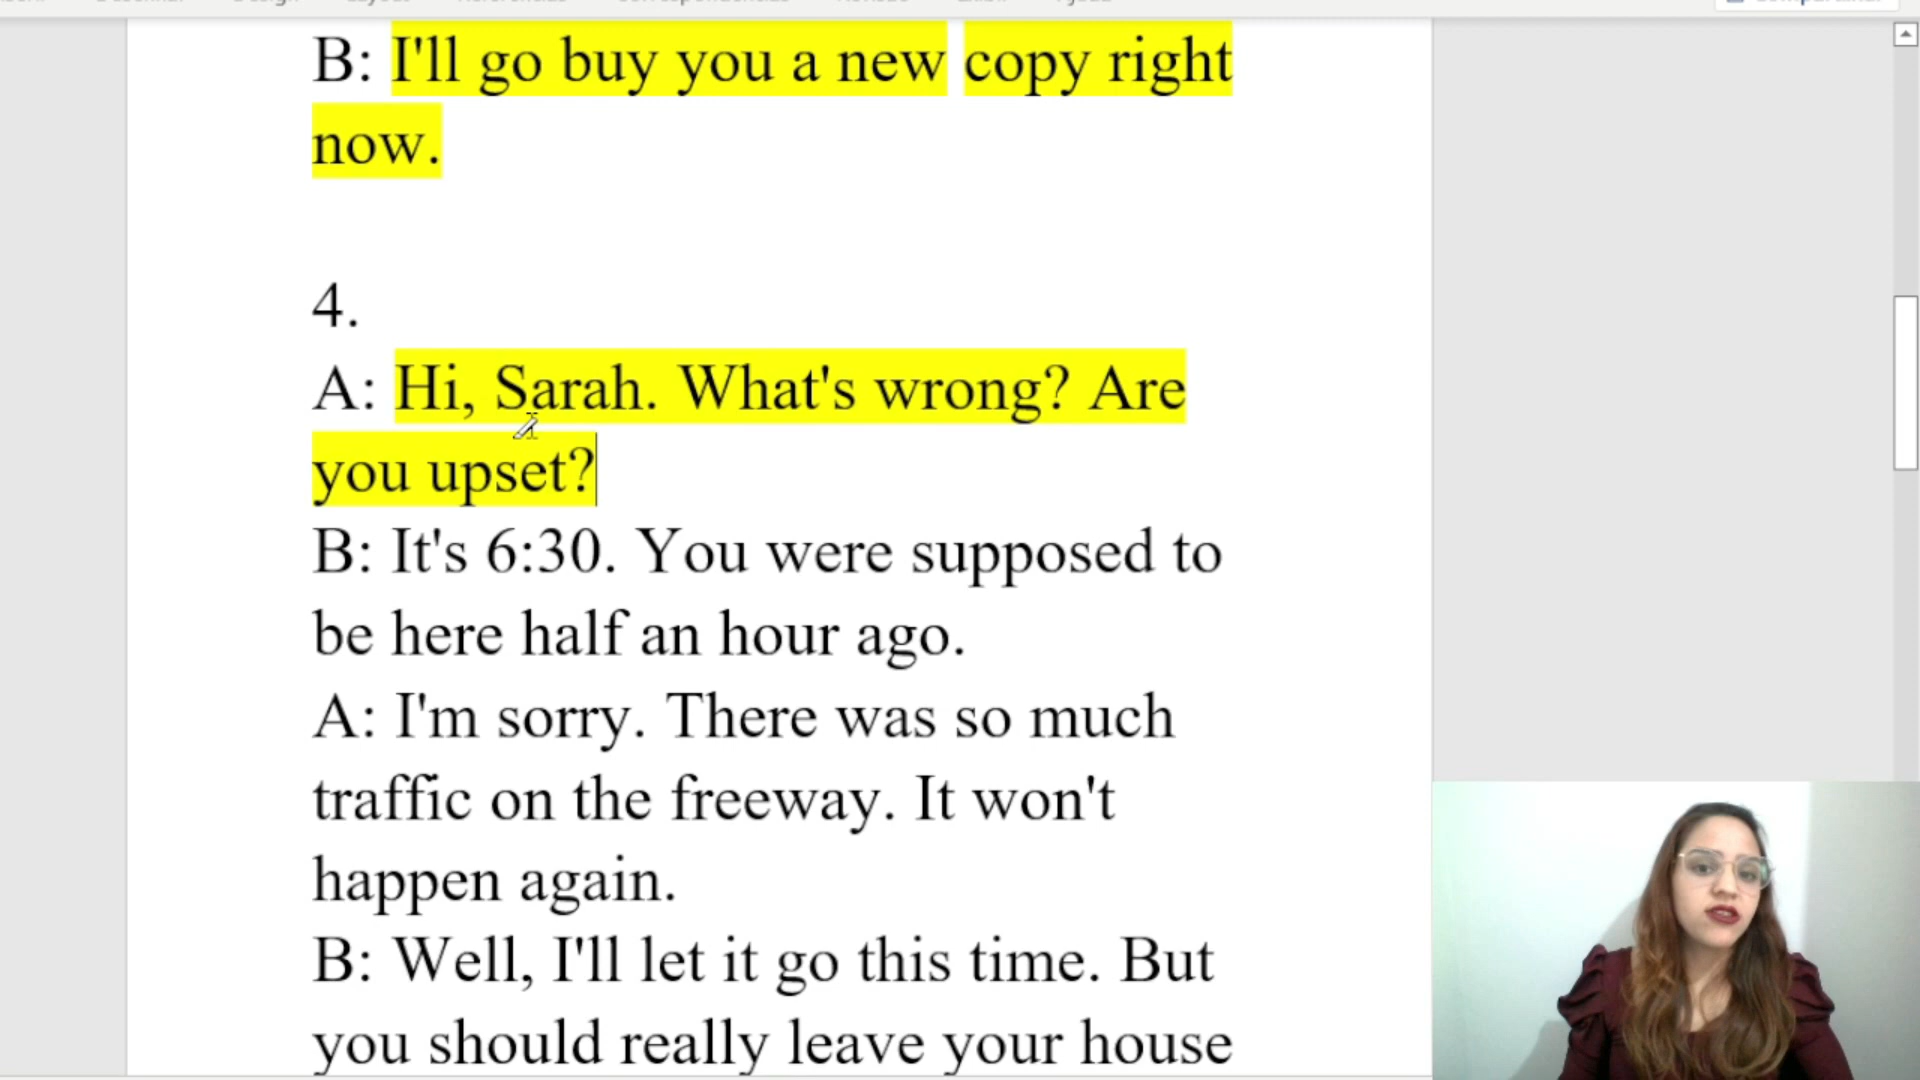 B: I'll go buy you a new copy right
now.
4.
A: Hi, Sarah. What's wrong? Are
you upset?
B: It's 6:30. You were supposed to
be here half an hour ago.
A: I'm sorry. There was so much
traffic on the freeway. It won't
happen again.
B: Well, I'll let it go this time. But
you should really leave your house